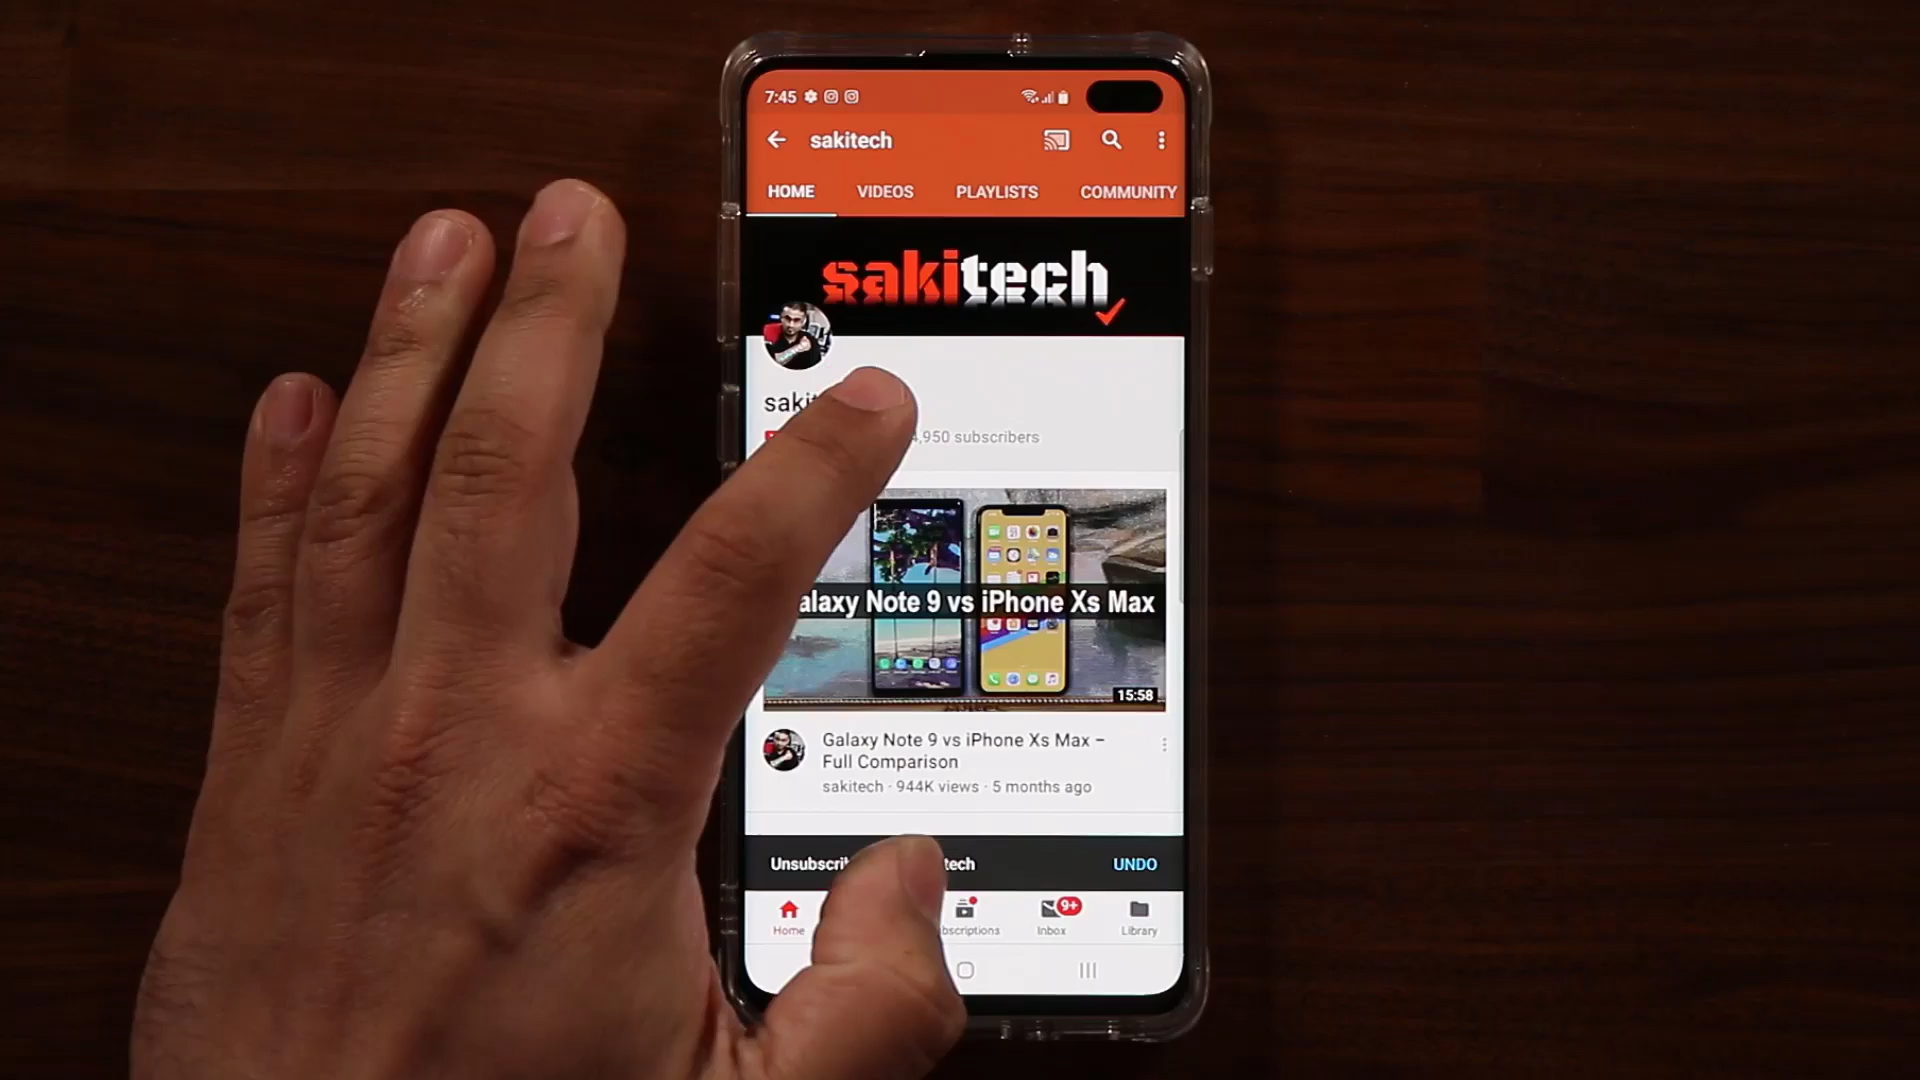 7:45
sakitech
HOME VIDEOS PLAYLISTS COMMUNITY
sakitech
4,950 subscribers
alaxy Note 9 vs iPhone Xs Max
15:58
Galaxy Note 9 vs iPhone Xs Max –
Full Comparison
sakitech · 944K views · 5 months ago
UNDO
9+
Home Inbox Library